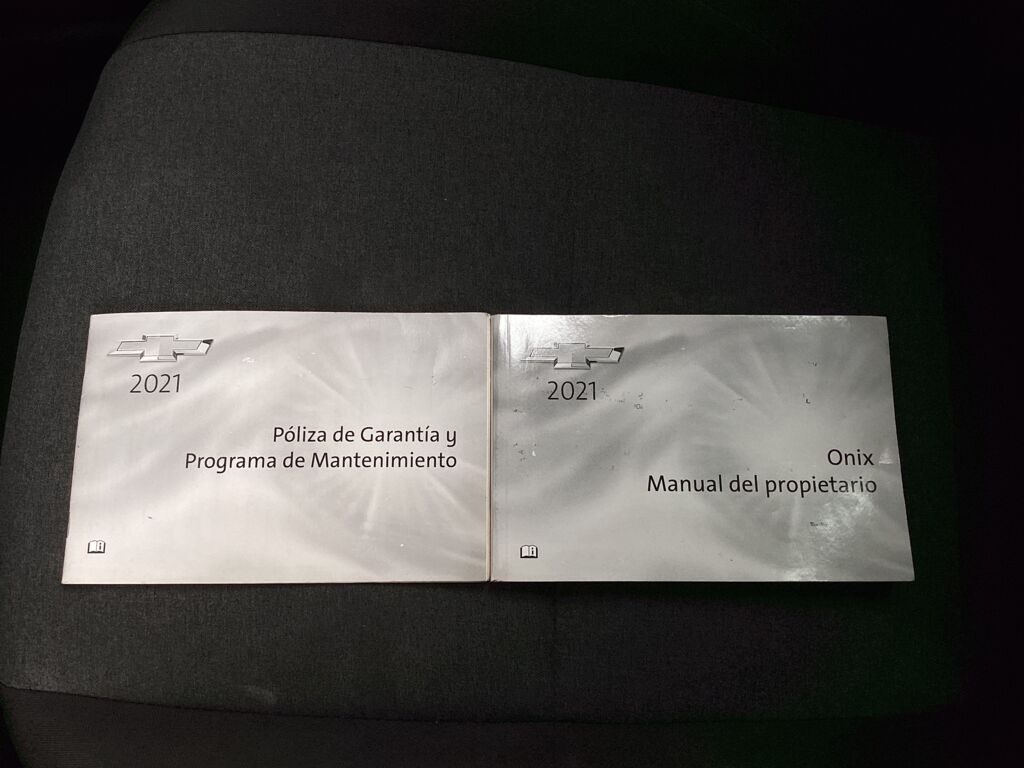 2021
Póliza de Garantía y
Programa de Mantenimiento
2021
Onix
Manual del propietario